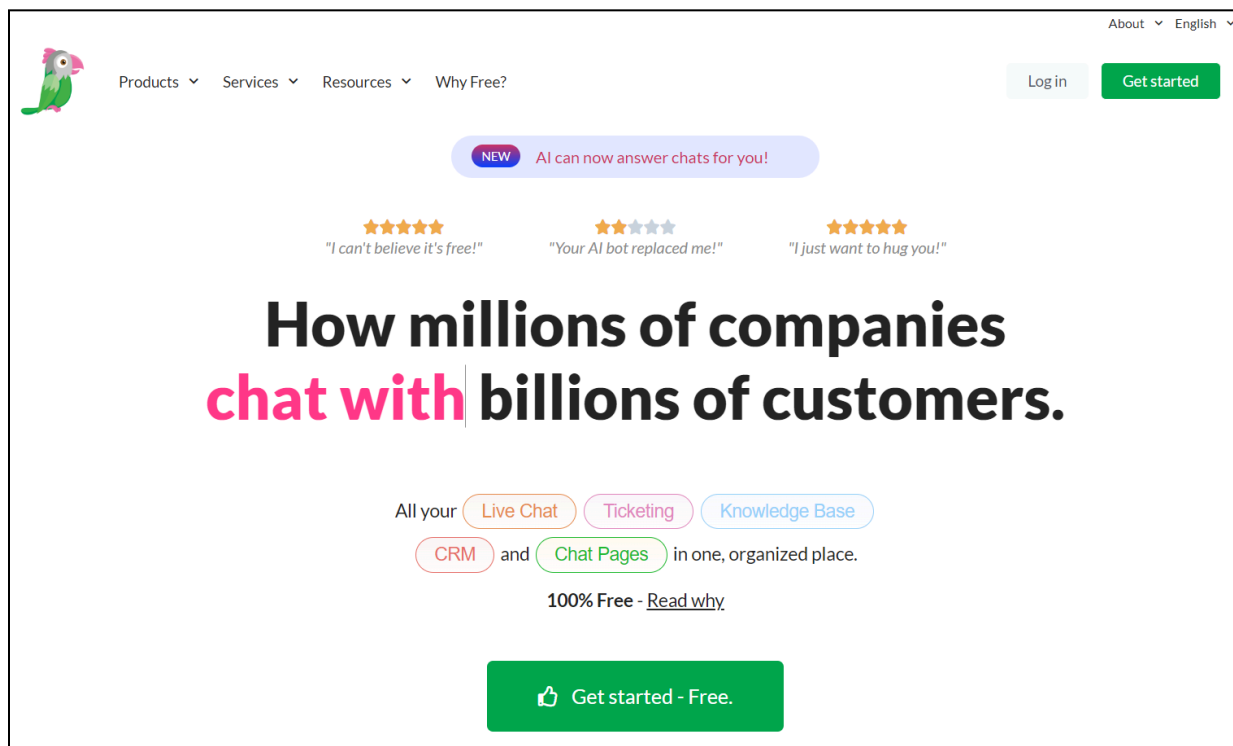 About English
Products Services Resources Why Free? Log in Get started
NEW AI can now answer chats for you!
"I can't believe it's free!" "Your AI bot replaced me!" "I just want to hug you!"
How millions of companies
chat with billions of customers.
All your Live Chat Ticketing Knowledge Base
CRM and Chat Pages in one, organized place.
100% Free - Read why
Get started - Free.